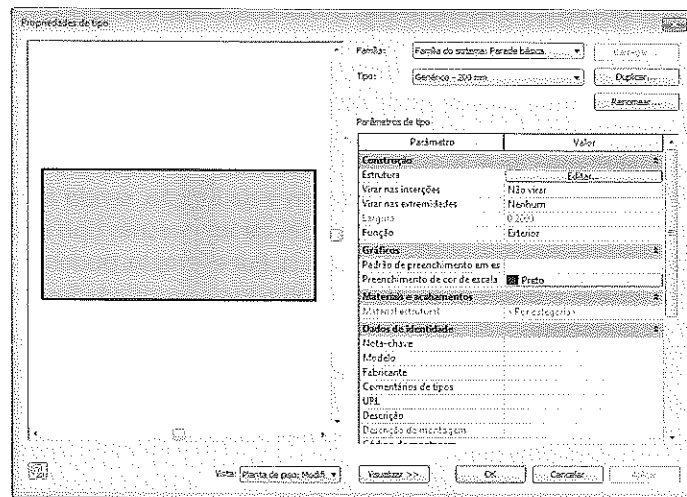 Propriedades de tipo
Família: Família do sistema: Parede básica
Carregar...
Tipo: Genérico - 200 mm
Duplicar...
Renomear...
Parâmetros de tipo
Parâmetro Valor
Construção
Estrutura Editar...
Virar nas inserções Não virar
Virar nas extremidades Nenhum
Largura 0.2000
Função Exterior
Gráficos
Padrão de preenchimento em es
Preenchimento de cor de escala Preto
Materiais e acabamentos
Material estrutural <Por categoria>
Dados de identidade
Nota-chave
Modelo
Fabricante
Comentários de tipos
URL
Descrição
Descrição de montagem
Vista: Planta de piso: Modifi
Visualizar >>
OK
Cancelar
Aplicar